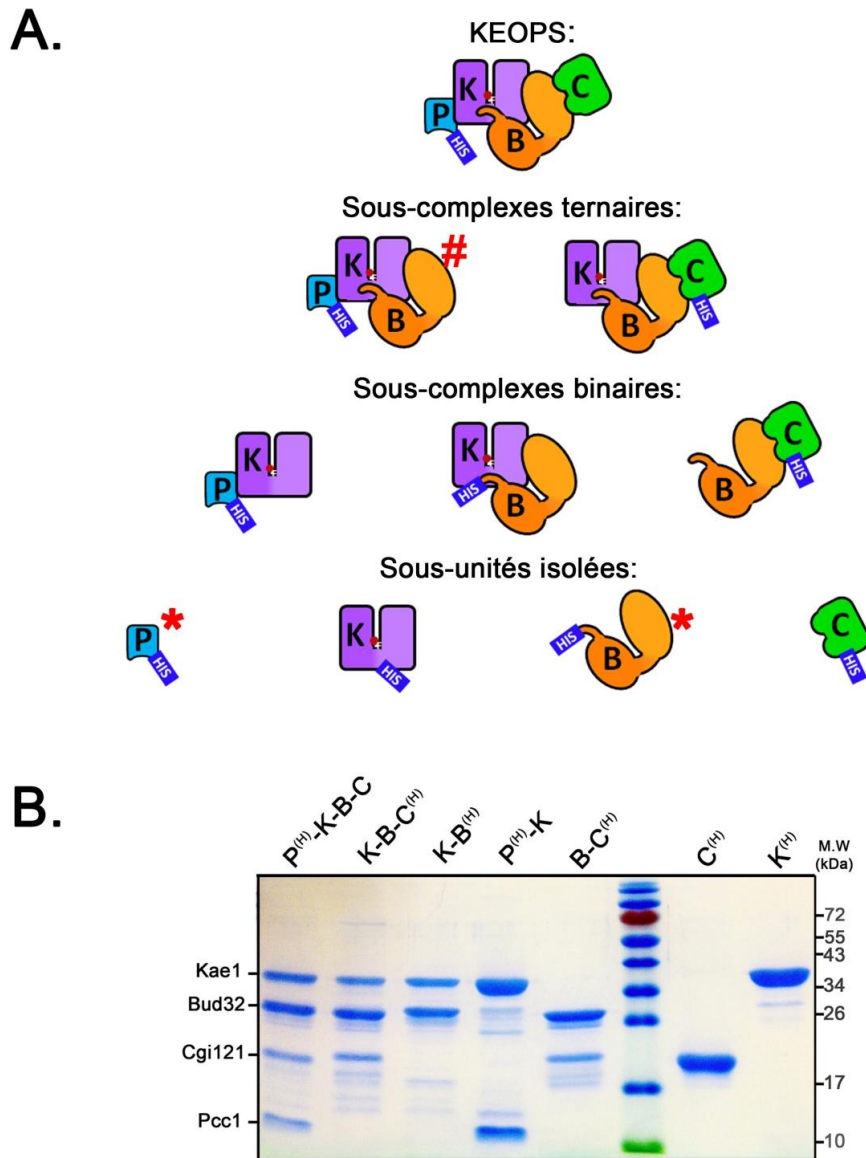 A.
KEOPS:
K
C
P
B
HIS
Sous-complexes ternaires:
#
K
P
B
HIS
K
C
B
HIS
Sous-complexes binaires:
K
P
HIS
K
HIS
B
C
B
HIS
Sous-unités isolées:
P
*
HIS
K
HIS
HIS
B
*
C
HIS
B.
P(H)-K-B-C
K-B-C(H)
K-B(H)
P(H)-K
B-C(H)
C(H)
K(H)
M.W
(kDa)
72
55
43
Kae1
34
Bud32
26
Cgi121
17
Pcc1
10